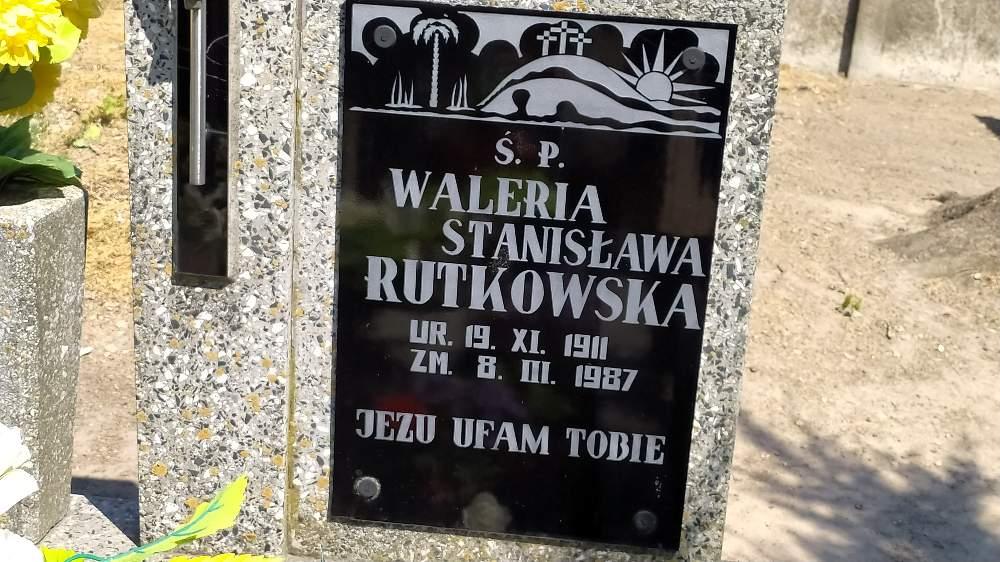 Ś. P.
WALERIA
STANISŁAWA
RUTKOWSKA
UR. 19. XI. 1911
ZM. 8. III. 1987
JEZU UFAM TOBIE